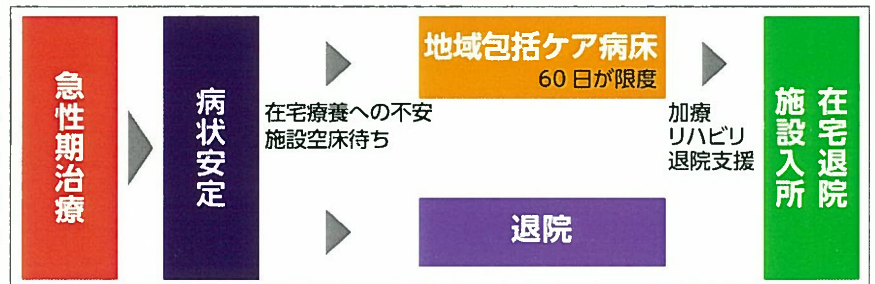 急性期治療
病状安定
在宅療養への不安
施設空床待ち
地域包括ケア病床
60日が限度
退院
加療
リハビリ
退院支援
在宅退院
施設入所